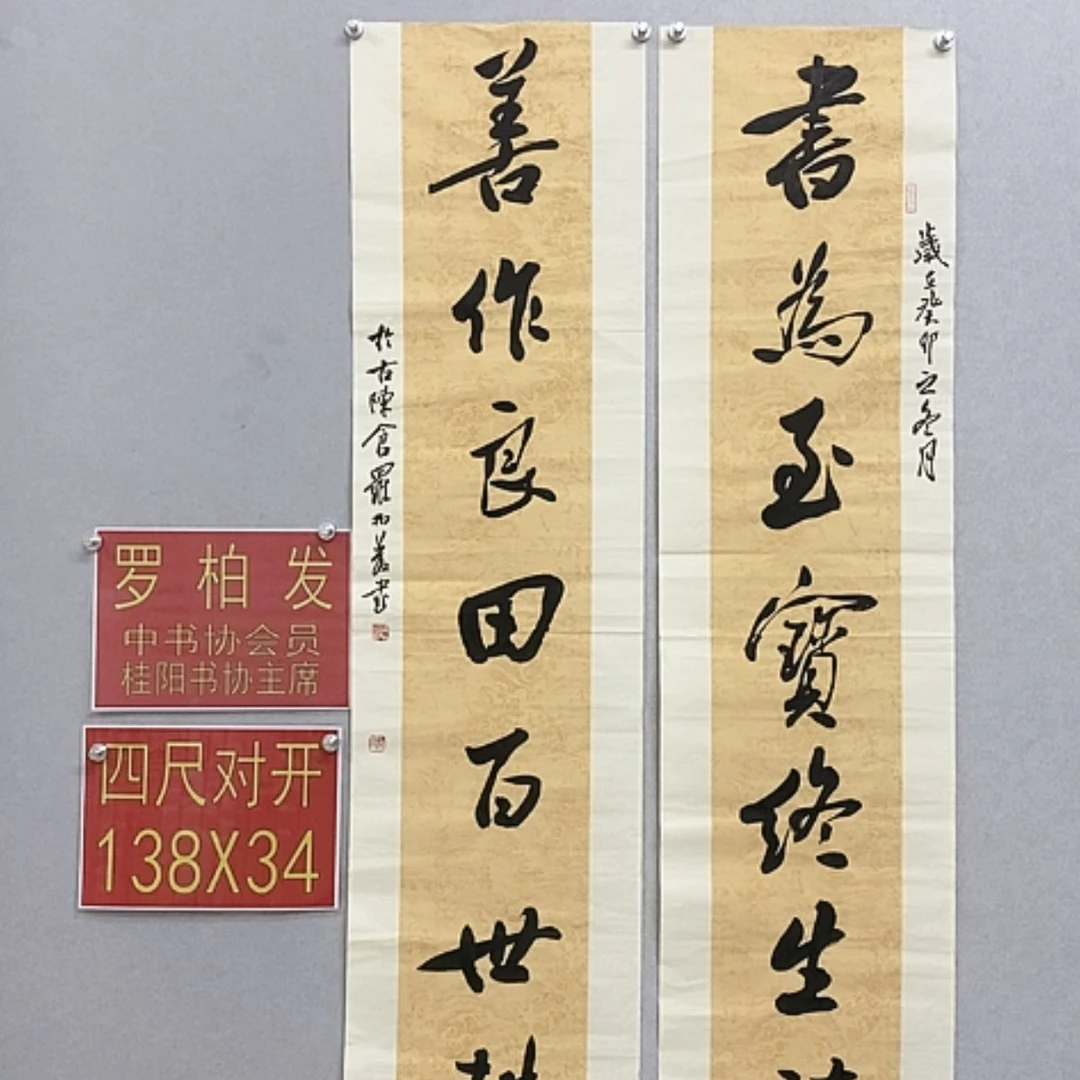 書為至寶終生
歲在癸卯之冬月
善作良田百世
於古陳倉羅
罗柏发
中书协会员
桂阳书协主席
四尺对开
138X34